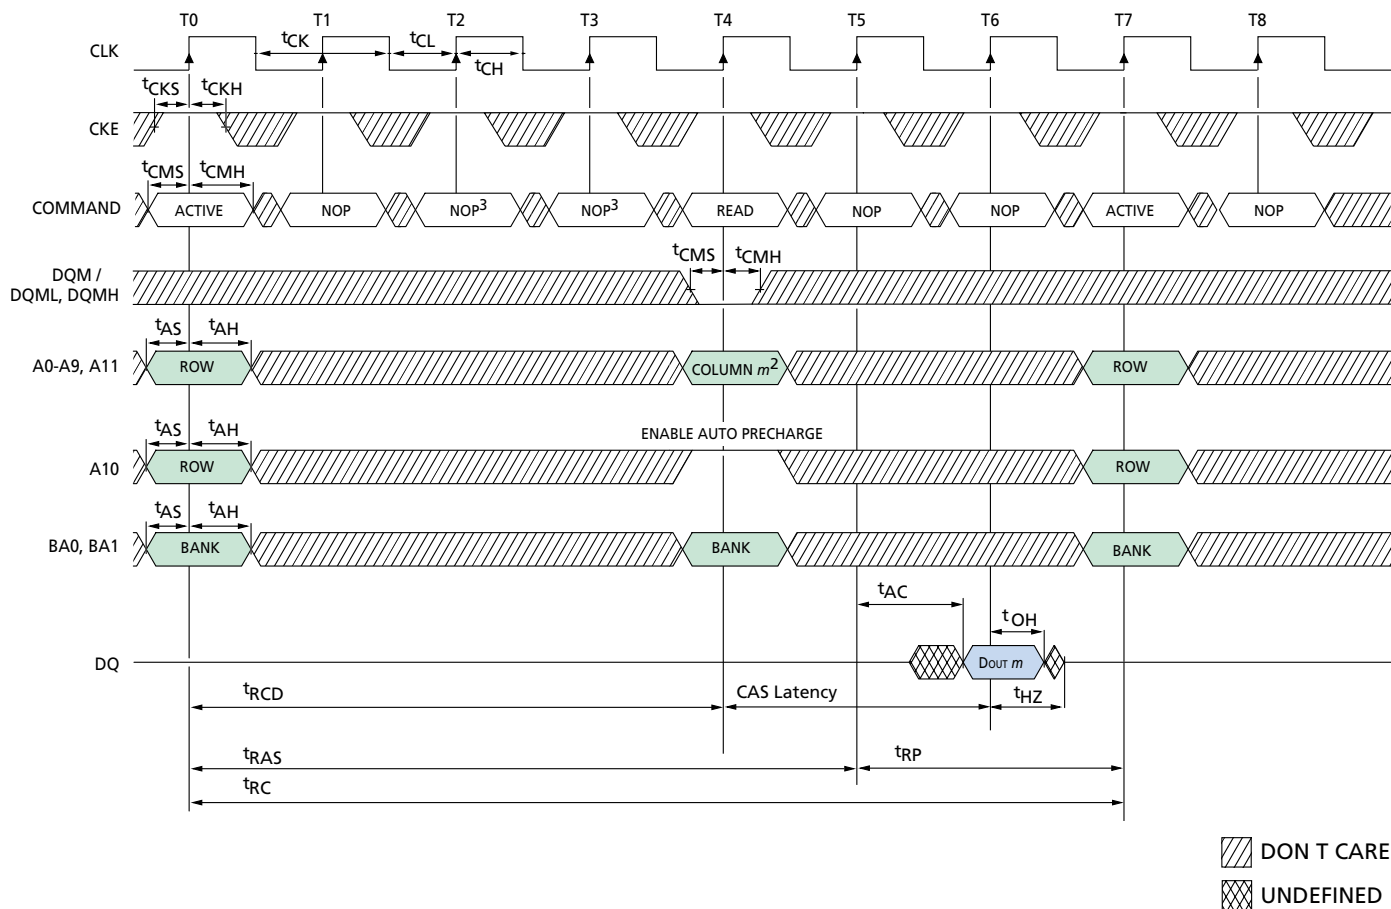 T0 T1 T2 T3 T4 T5 T6 T7 T8
CLK tCK tCL tCH
tCKS tCKH
CKE
tCMS tCMH
COMMAND ACTIVE NOP NOP3 NOP3 READ NOP NOP ACTIVE NOP
tCMS tCMH
DQM /
DQML, DQMH
tAS tAH
A0-A9, A11 ROW COLUMN m2 ROW
tAS tAH
ENABLE AUTO PRECHARGE
A10 ROW ROW
tAS tAH
BA0, BA1 BANK BANK BANK
tAC
tOH
DQ DOUT m
tRCD CAS Latency tHZ
tRAS tRP
tRC
DON T CARE
UNDEFINED